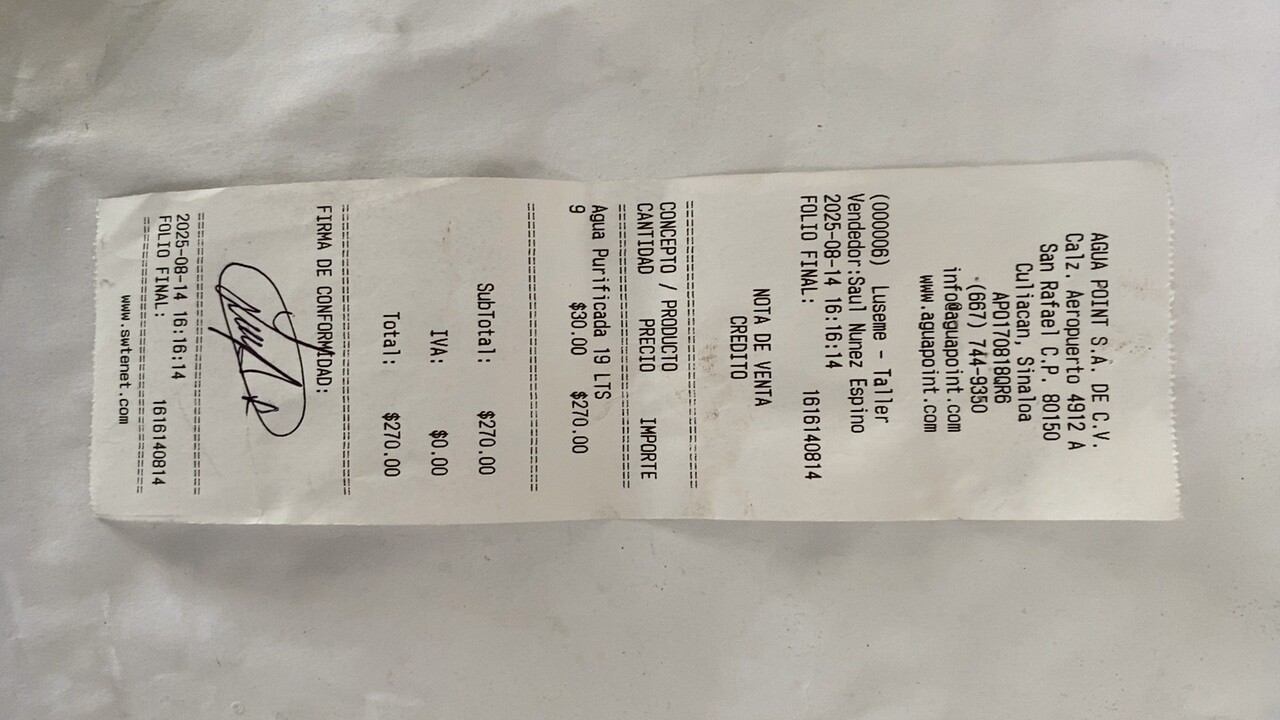 AGUA POINT S.A. DE C.V.
Calz. Aeropuerto 4912 A
San Rafael C.P. 80150
Culiacan, Sinaloa
APO170818QR6
(667) 744-9350
info@aguapoint.com
www.aguapoint.com
(000006) Luseme - Taller
Vendedor:Saul Nunez Espino
2025-08-14 16:16:14
FOLIO FINAL: 1616140814
NOTA DE VENTA
CREDITO
==============================
CONCEPTO / PRODUCTO
CANTIDAD PRECIO IMPORTE
==============================
Agua Purificada 19 LTS
9 $30.00 $270.00
==============================
SubTotal: $270.00
IVA: $0.00
Total: $270.00
==============================
FIRMA DE CONFORMIDAD:
==============================
2025-08-14 16:16:14
FOLIO FINAL: 1616140814
==============================
www.swtenet.com